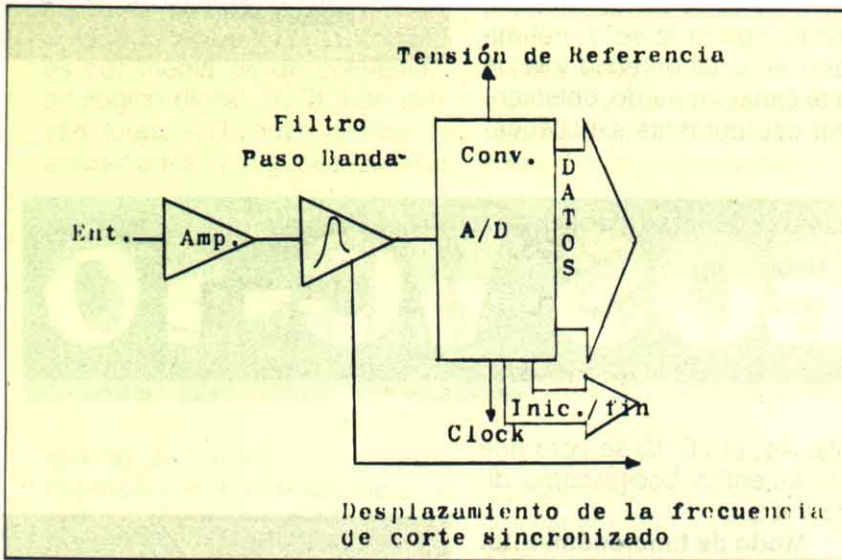 Tensión de Referencia
Filtro
Paso Banda
Conv.
A/D
DATOS
Ent.
Amp.
Inic./fin
Clock
Desplazamiento de la frecuencia
de corte sincronizado